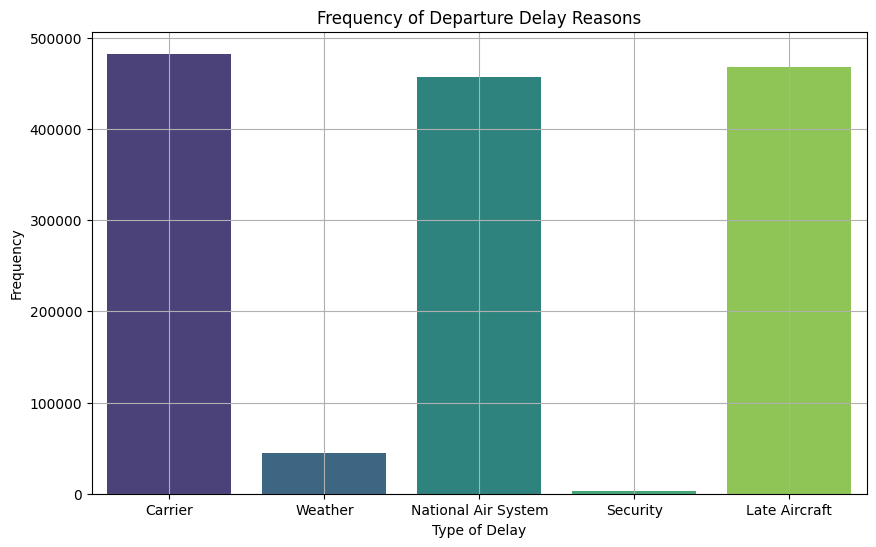 Frequency of Departure Delay Reasons
500000
400000
300000
200000
100000
0
Frequency
Carrier
Weather
National Air System
Security
Late Aircraft
Type of Delay